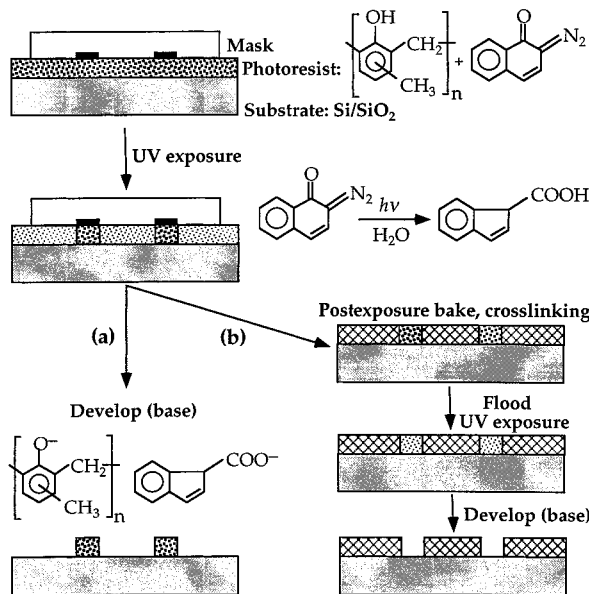 Mask
Photoresist:
OH
CH₂
CH₃
n
+
O
N₂
Substrate: Si/SiO₂
UV exposure
O
N₂
hν
H₂O
COOH
(a)
(b)
Postexposure bake, crosslinking
Develop (base)
Flood
UV exposure
O⁻
CH₂
CH₃
n
COO⁻
Develop (base)